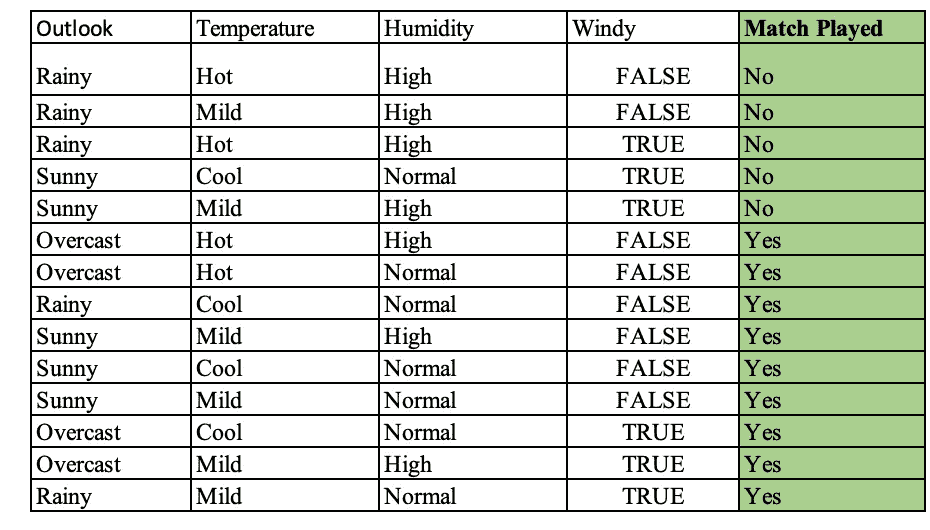 Outlook Temperature Humidity Windy Match Played
Rainy Hot High FALSE No
Rainy Mild High FALSE No
Rainy Hot High TRUE No
Sunny Cool Normal TRUE No
Sunny Mild High TRUE No
Overcast Hot High FALSE Yes
Overcast Hot Normal FALSE Yes
Rainy Cool Normal FALSE Yes
Sunny Mild High FALSE Yes
Sunny Cool Normal FALSE Yes
Sunny Mild Normal FALSE Yes
Overcast Cool Normal TRUE Yes
Overcast Mild High TRUE Yes
Rainy Mild Normal TRUE Yes